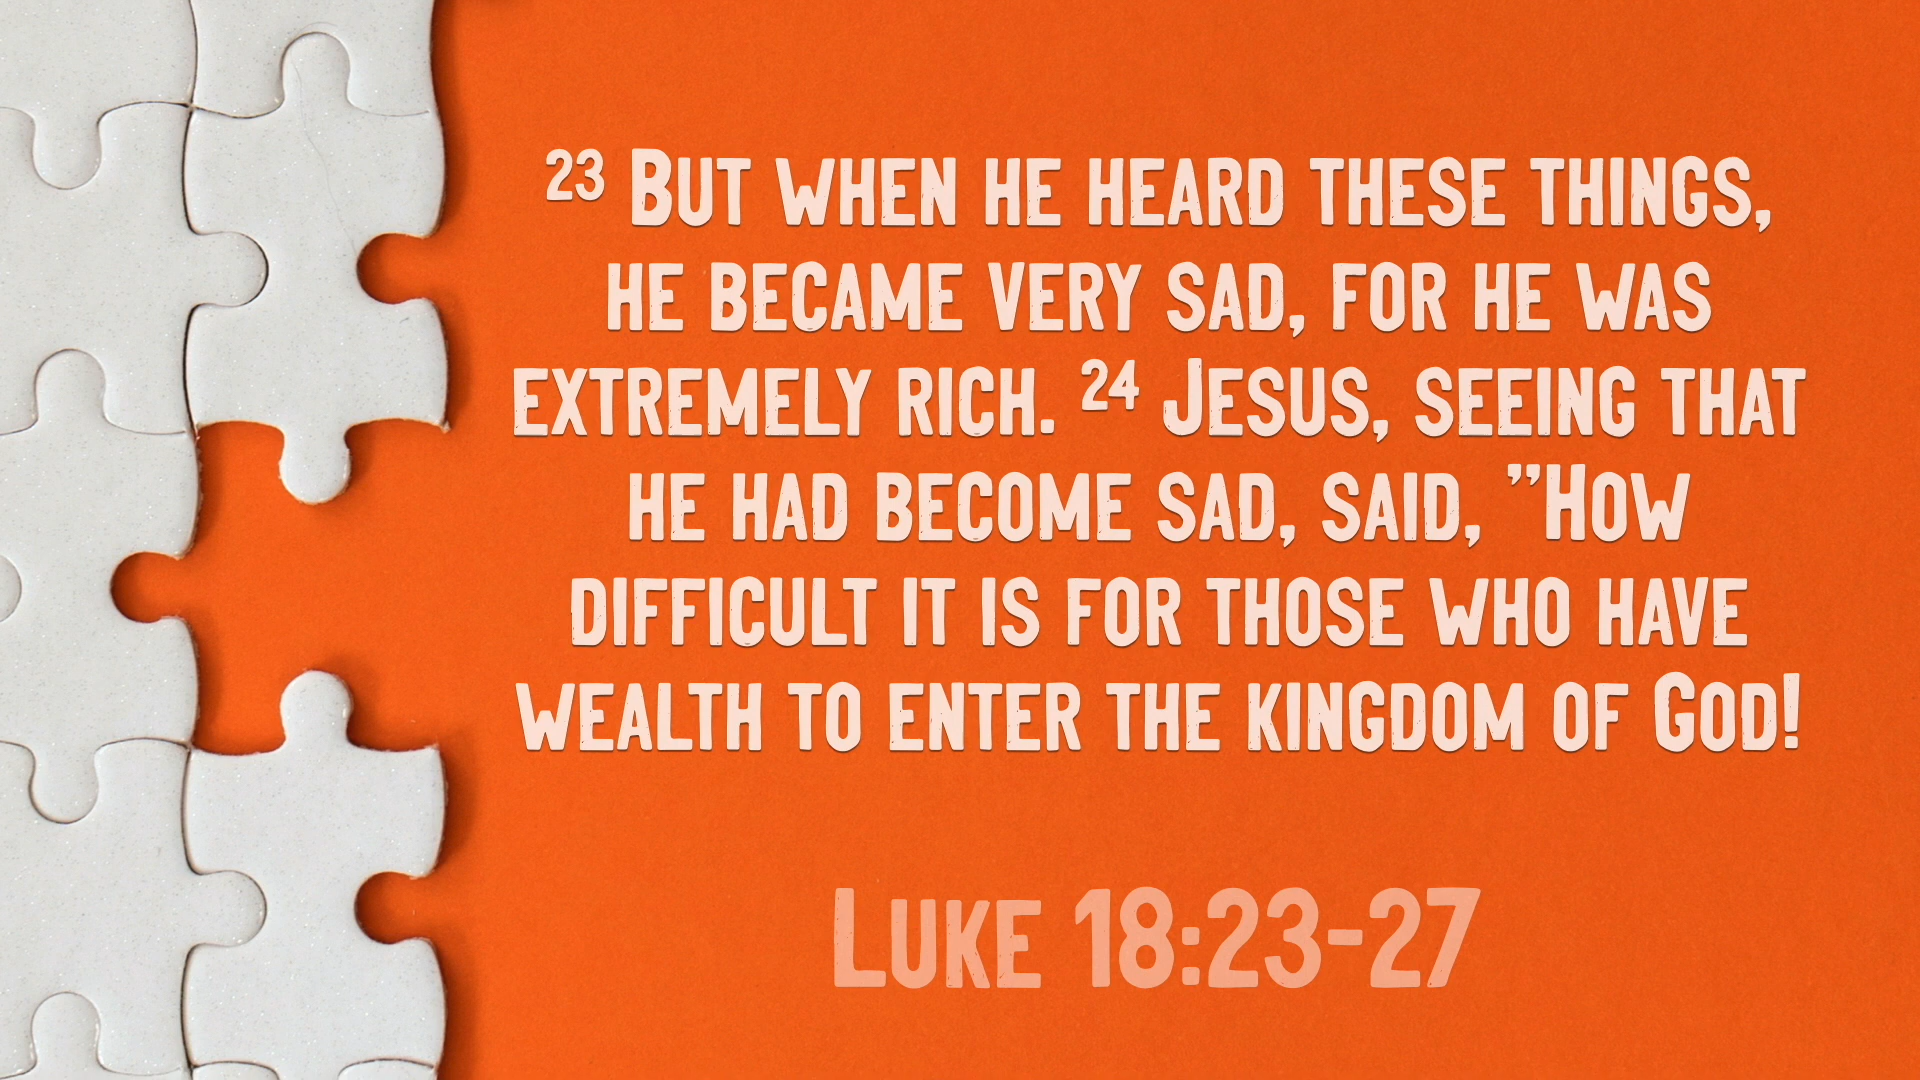 ²³ But when he heard these things,
he became very sad, for he was
extremely rich. ²⁴ Jesus, seeing that
he had become sad, said, ”How
difficult it is for those who have
wealth to enter the kingdom of God!
Luke 18:23-27